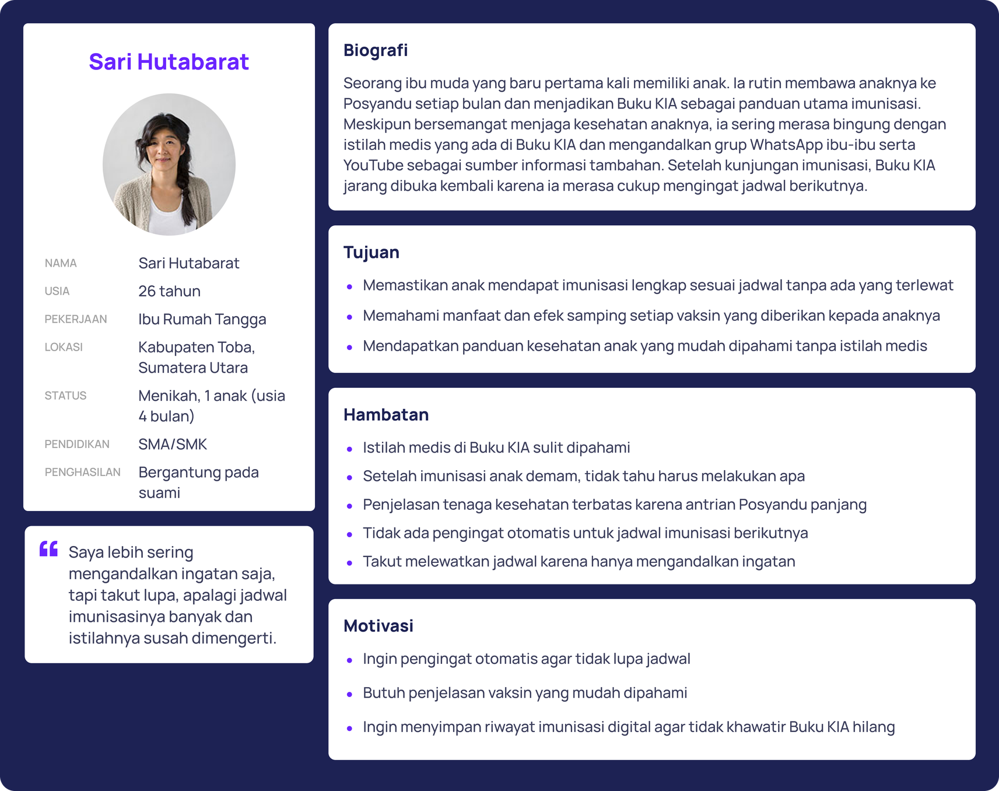 Sari Hutabarat
NAMA Sari Hutabarat
USIA 26 tahun
PEKERJAAN Ibu Rumah Tangga
LOKASI Kabupaten Toba,
Sumatera Utara
STATUS Menikah, 1 anak (usia
4 bulan)
PENDIDIKAN SMA/SMK
PENGHASILAN Bergantung pada
suami
“ Saya lebih sering
mengandalkan ingatan saja,
tapi takut lupa, apalagi jadwal
imunisasinya banyak dan
istilahnya susah dimengerti.
Biografi
Seorang ibu muda yang baru pertama kali memiliki anak. Ia rutin membawa anaknya ke
Posyandu setiap bulan dan menjadikan Buku KIA sebagai panduan utama imunisasi.
Meskipun bersemangat menjaga kesehatan anaknya, ia sering merasa bingung dengan
istilah medis yang ada di Buku KIA dan mengandalkan grup WhatsApp ibu-ibu serta
YouTube sebagai sumber informasi tambahan. Setelah kunjungan imunisasi, Buku KIA
jarang dibuka kembali karena ia merasa cukup mengingat jadwal berikutnya.
Tujuan
• Memastikan anak mendapat imunisasi lengkap sesuai jadwal tanpa ada yang terlewat
• Memahami manfaat dan efek samping setiap vaksin yang diberikan kepada anaknya
• Mendapatkan panduan kesehatan anak yang mudah dipahami tanpa istilah medis
Hambatan
• Istilah medis di Buku KIA sulit dipahami
• Setelah imunisasi anak demam, tidak tahu harus melakukan apa
• Penjelasan tenaga kesehatan terbatas karena antrian Posyandu panjang
• Tidak ada pengingat otomatis untuk jadwal imunisasi berikutnya
• Takut melewatkan jadwal karena hanya mengandalkan ingatan
Motivasi
• Ingin pengingat otomatis agar tidak lupa jadwal
• Butuh penjelasan vaksin yang mudah dipahami
• Ingin menyimpan riwayat imunisasi digital agar tidak khawatir Buku KIA hilang